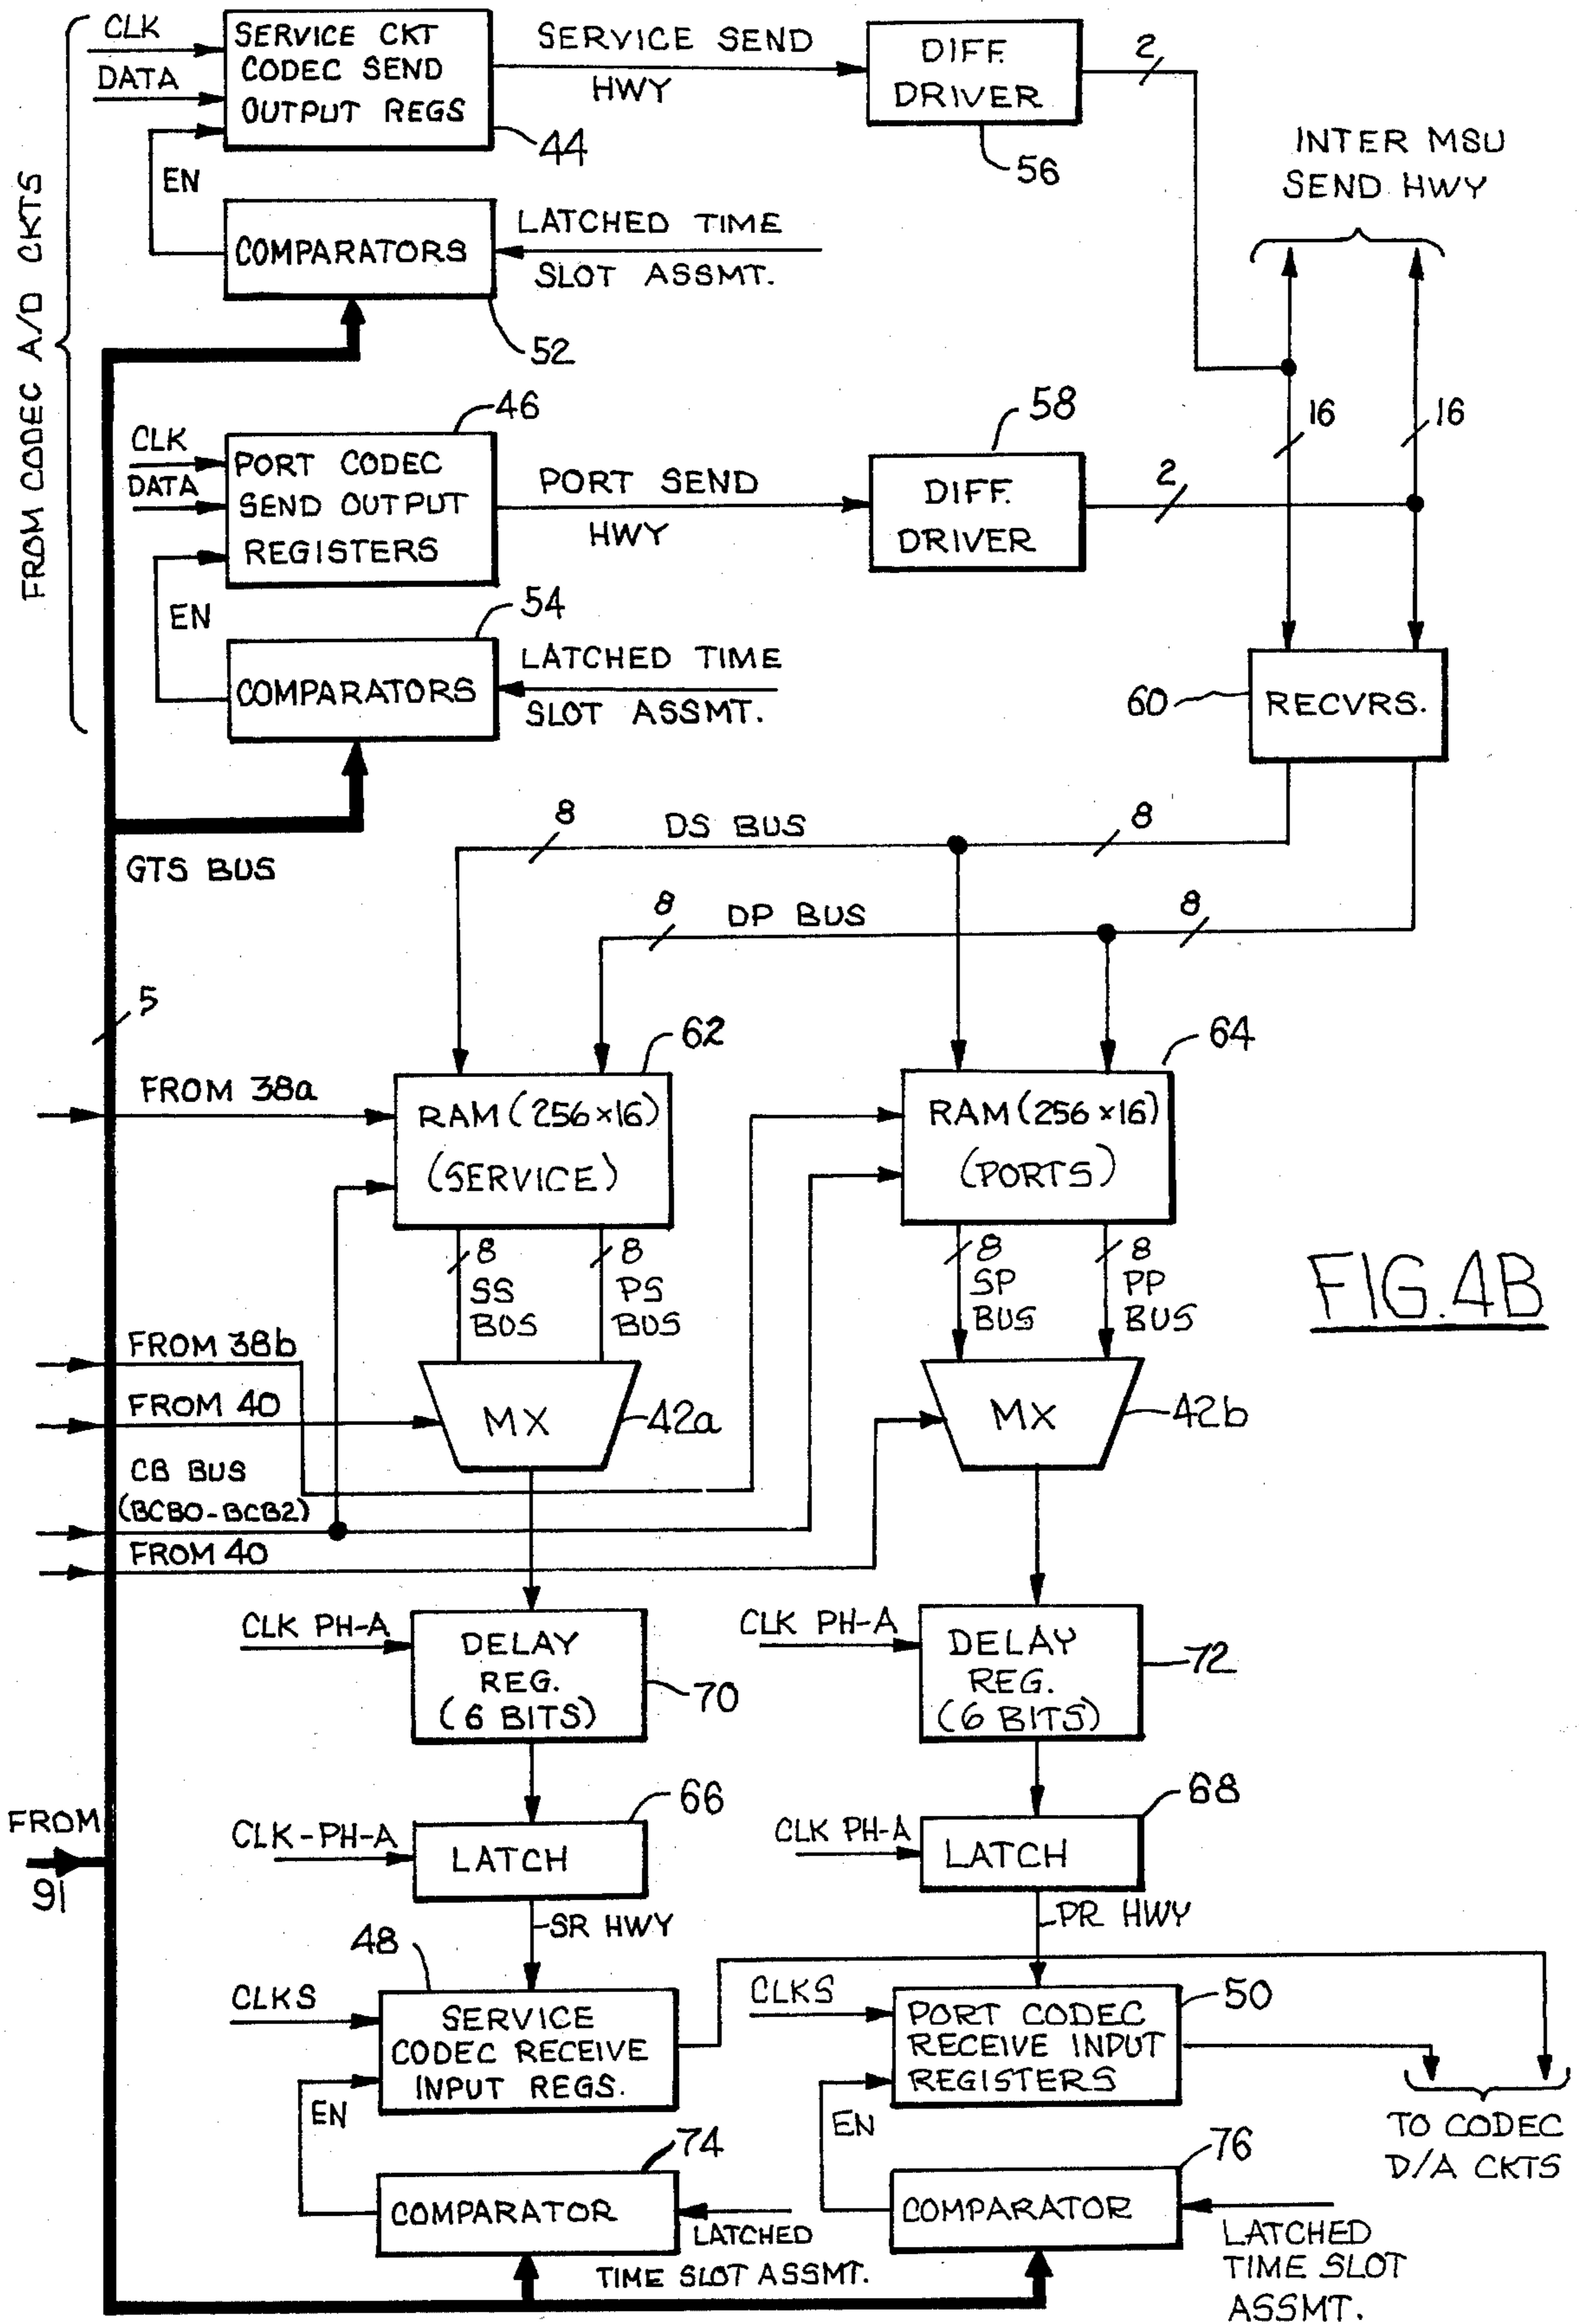 CLK
DATA
SERVICE CKT
CODEC SEND
OUTPUT REGS
44
SERVICE SEND
HWY
DIFF.
DRIVER
56
2
INTER MSU
SEND HWY
EN
COMPARATORS
52
LATCHED TIME
SLOT ASSMT.
FROM CODEC A/D CKTS
46
CLK
DATA
PORT CODEC
SEND OUTPUT
REGISTERS
PORT SEND
HWY
58
DIFF.
DRIVER
2
16
16
EN
54
COMPARATORS
LATCHED TIME
SLOT ASSMT.
60
RECVRS.
GTS BUS
8
DS BUS
8
8
DP BUS
8
5
62
64
FROM 38a
RAM (256x16)
(SERVICE)
RAM (256x16)
(PORTS)
8
SS
BUS
8
PS
BUS
8
SP
BUS
8
PP
BUS
FIG. 4B
FROM 38b
FROM 40
MX
42a
MX
42b
CB BUS
(BCB0-BCB2)
FROM 40
CLK PH-A
DELAY
REG.
(6 BITS)
70
CLK PH-A
DELAY
REG.
(6 BITS)
72
FROM
91
CLK-PH-A
LATCH
66
CLK PH-A
LATCH
68
SR HWY
PR HWY
48
CLKS
SERVICE
CODEC RECEIVE
INPUT REGS.
CLKS
PORT CODEC
RECEIVE INPUT
REGISTERS
50
EN
EN
TO CODEC
D/A CKTS
74
COMPARATOR
LATCHED
TIME SLOT ASSMT.
76
COMPARATOR
LATCHED
TIME SLOT
ASSMT.